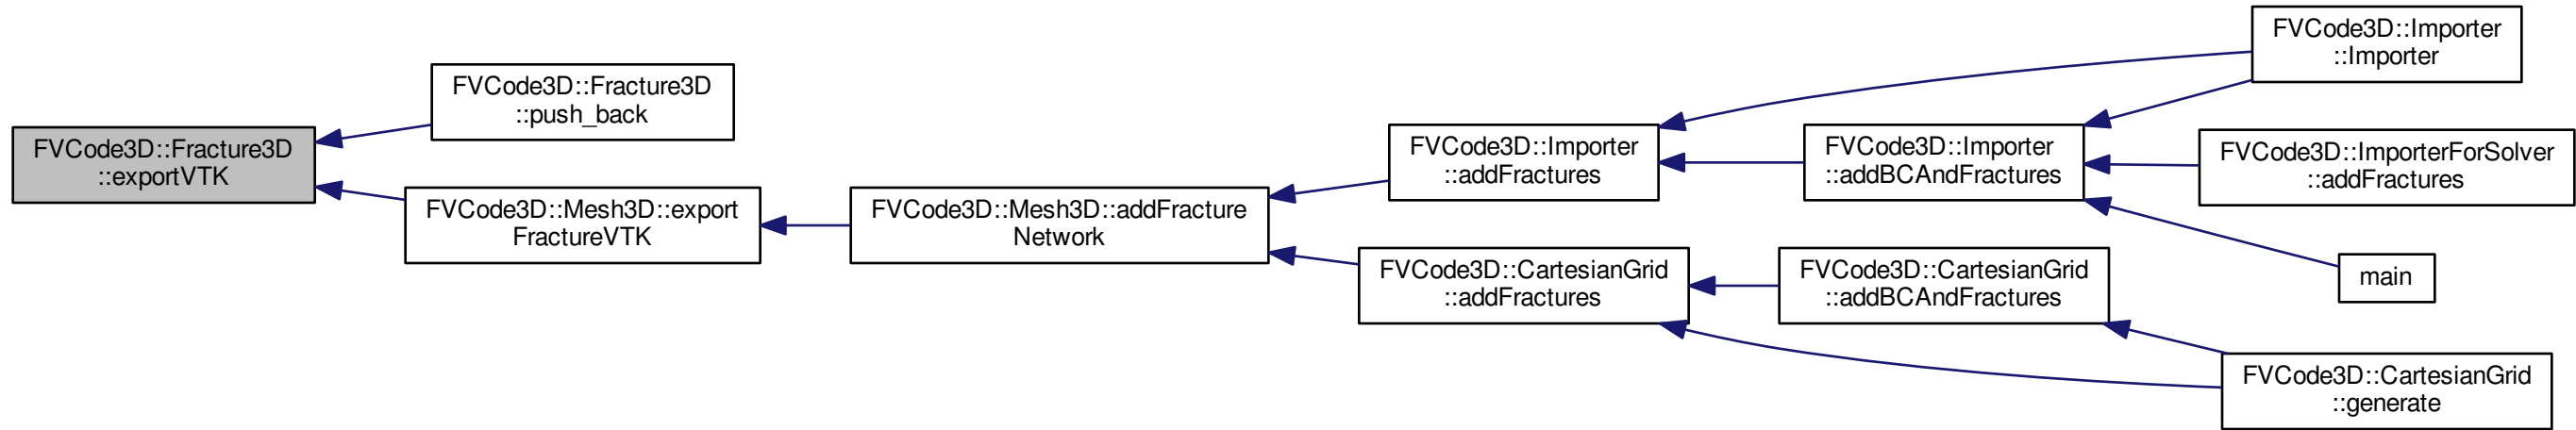 FVCode3D::Fracture3D
::exportVTK
FVCode3D::Fracture3D
::push_back
FVCode3D::Mesh3D::export
FractureVTK
FVCode3D::Mesh3D::addFracture
Network
FVCode3D::Importer
::addFractures
FVCode3D::CartesianGrid
::addFractures
FVCode3D::Importer
::addBCAndFractures
FVCode3D::CartesianGrid
::addBCAndFractures
FVCode3D::Importer
::Importer
FVCode3D::ImporterForSolver
::addFractures
main
FVCode3D::CartesianGrid
::generate